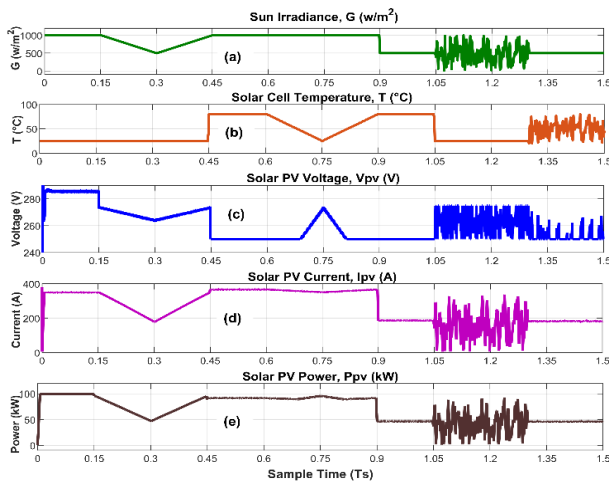 Sun Irradiance, G (w/m²)
G (w/m²)
1000
500
0
(a)
0 0.15 0.3 0.45 0.6 0.75 0.9 1.05 1.2 1.35 1.5
Solar Cell Temperature, T (°C)
T (°C)
100
50
0
(b)
0 0.15 0.3 0.45 0.6 0.75 0.9 1.05 1.2 1.35 1.5
Solar PV Voltage, Vpv (V)
Voltage (V)
280
260
240
(c)
0 0.15 0.3 0.45 0.6 0.75 0.9 1.05 1.2 1.35 1.5
Solar PV Current, Ipv (A)
Current (A)
400
200
0
(d)
0 0.15 0.3 0.45 0.6 0.75 0.9 1.05 1.2 1.35 1.5
Solar PV Power, Ppv (kW)
Power (kW)
100
50
0
(e)
0 0.15 0.3 0.45 0.6 0.75 0.9 1.05 1.2 1.35 1.5
Sample Time (Ts)